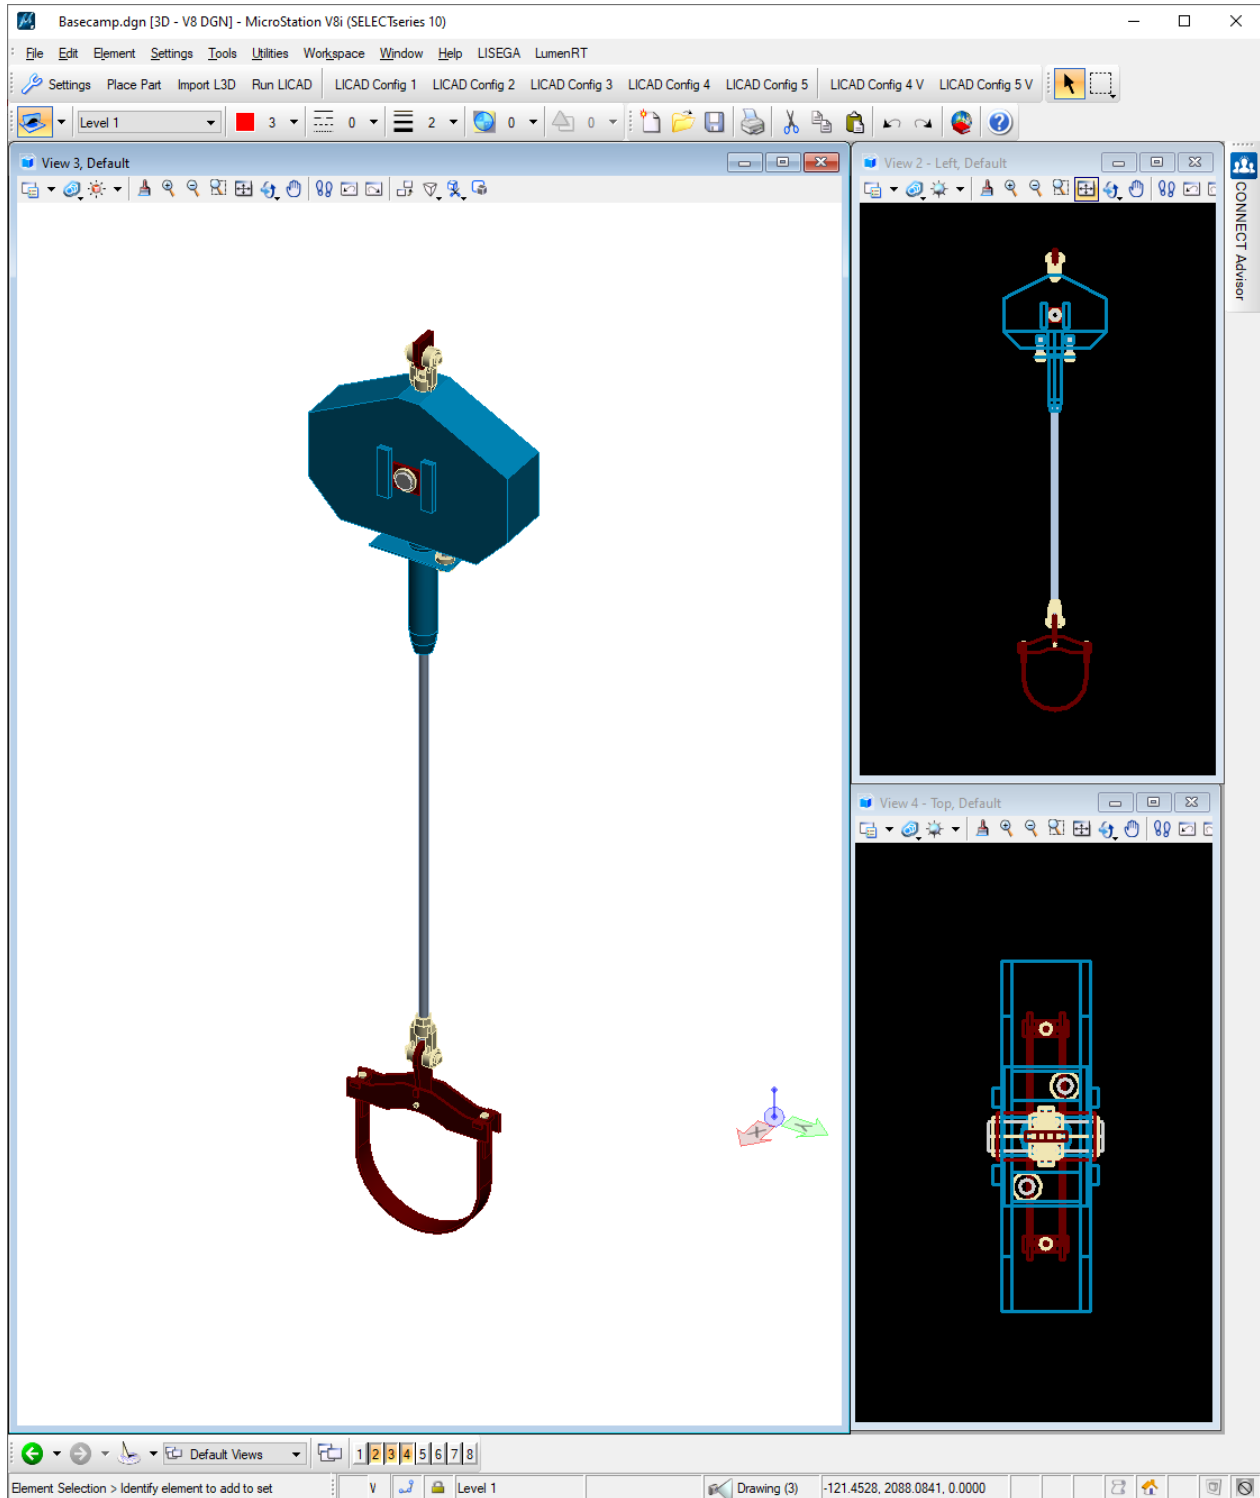 Basecamp.dgn [3D - V8 DGN] - MicroStation V8i (SELECTseries 10)
File Edit Element Settings Tools Utilities Workspace Window Help LISEGA LumenRT
Settings Place Part Import L3D Run LICAD LICAD Config 1 LICAD Config 2 LICAD Config 3 LICAD Config 4 LICAD Config 5 LICAD Config 4 V LICAD Config 5 V
Level 1 3 0 2 0 0
View 3, Default
View 2 - Left, Default
CONNECT Advisor
View 4 - Top, Default
X Y
Default Views 1 2 3 4 5 6 7 8
Element Selection > Identify element to add to set V Level 1 Drawing (3) -121.4528, 2088.0841, 0.0000